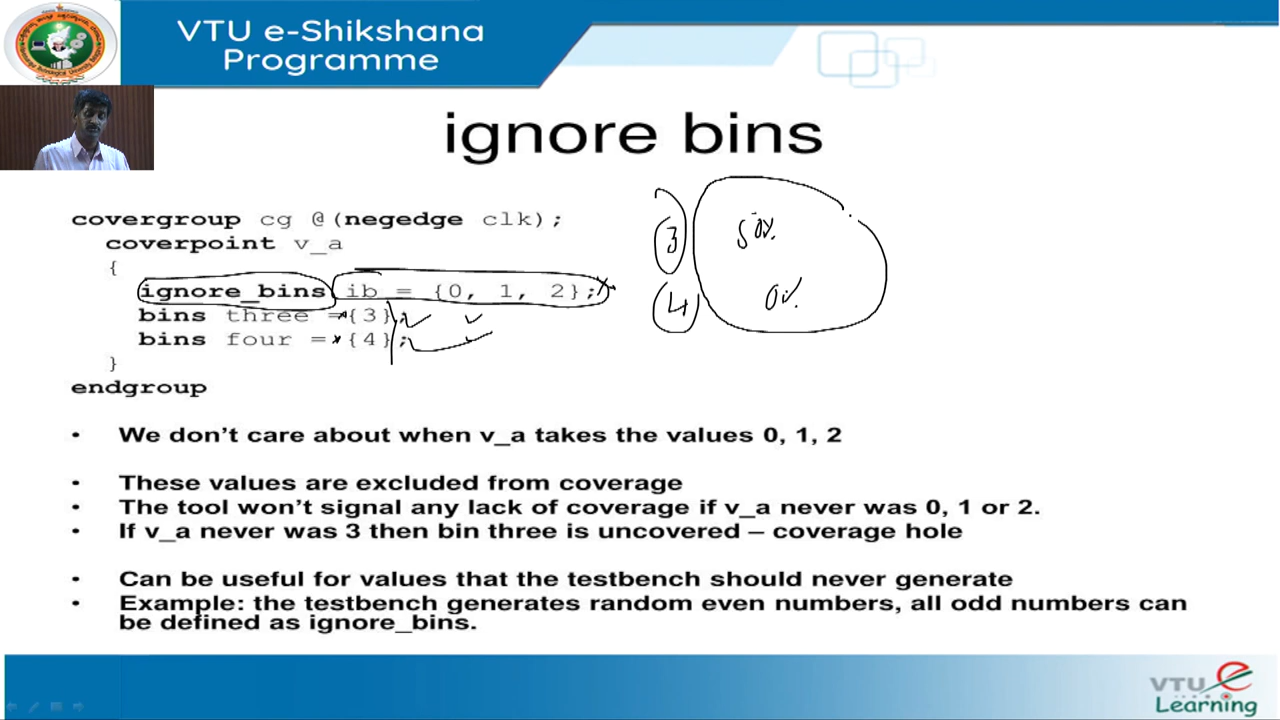 VTU e-Shikshana
Programme
ignore bins
covergroup cg @(negedge clk);
coverpoint v_a
{
ignore_bins ib = {0, 1, 2};
bins three = {3};
bins four = {4};
}
endgroup
3 50%
4 0%
• We don't care about when v_a takes the values 0, 1, 2
• These values are excluded from coverage
• The tool won't signal any lack of coverage if v_a never was 0, 1 or 2.
• If v_a never was 3 then bin three is uncovered – coverage hole
• Can be useful for values that the testbench should never generate
• Example: the testbench generates random even numbers, all odd numbers can
be defined as ignore_bins.
VTU e
Learning